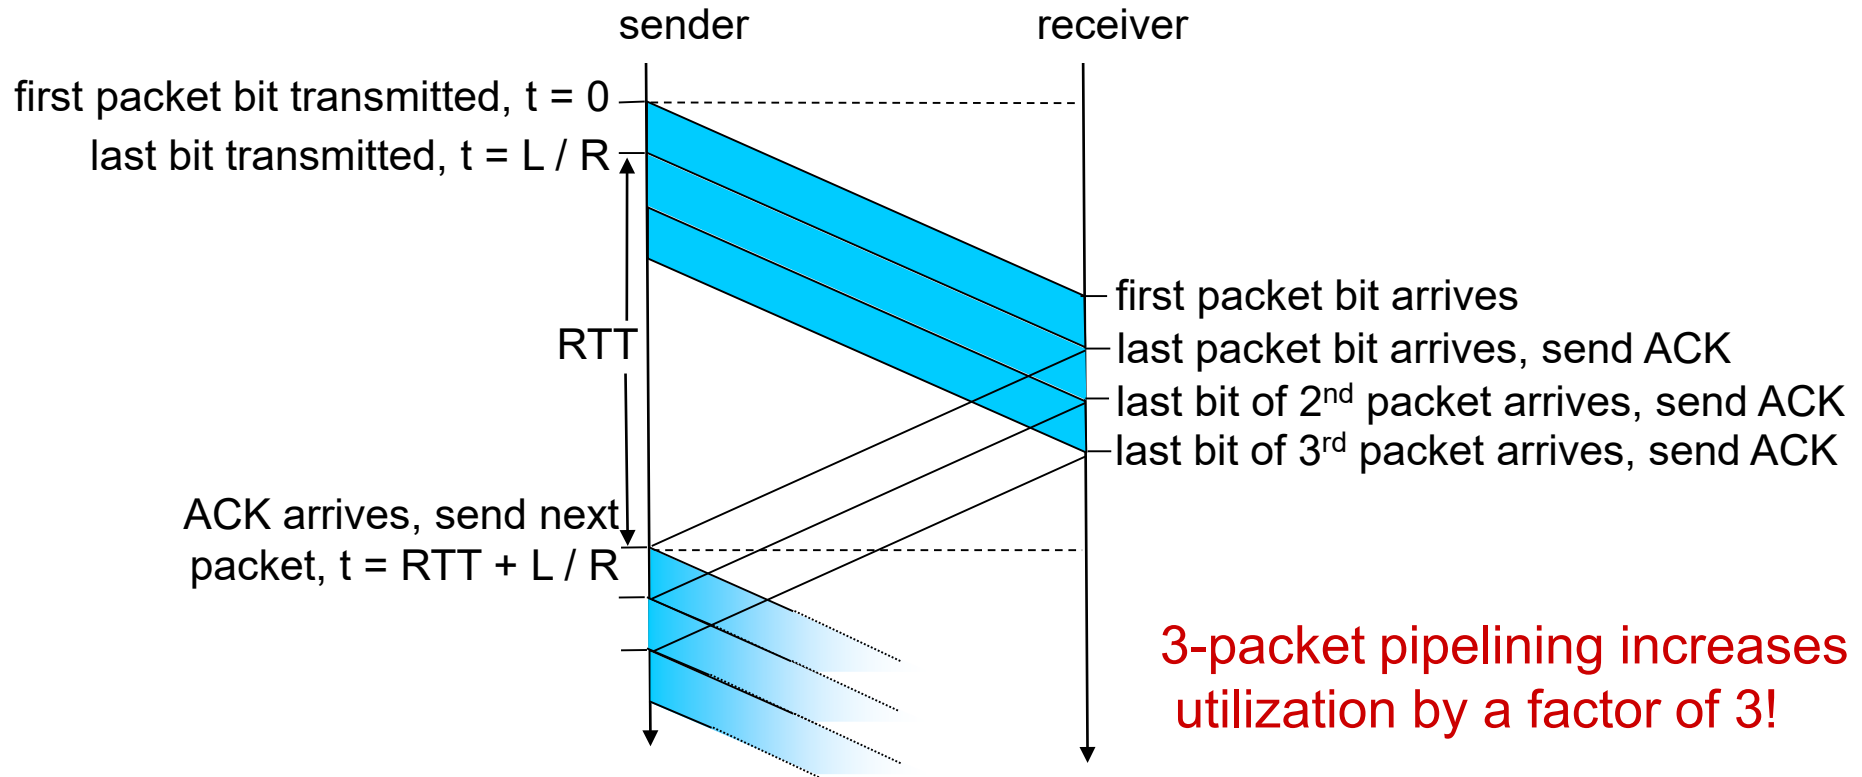 sender
receiver
first packet bit transmitted, t = 0
last bit transmitted, t = L / R
first packet bit arrives
RTT
last packet bit arrives, send ACK
last bit of 2nd packet arrives, send ACK
last bit of 3rd packet arrives, send ACK
ACK arrives, send next
packet, t = RTT + L / R
3-packet pipelining increases
utilization by a factor of 3!